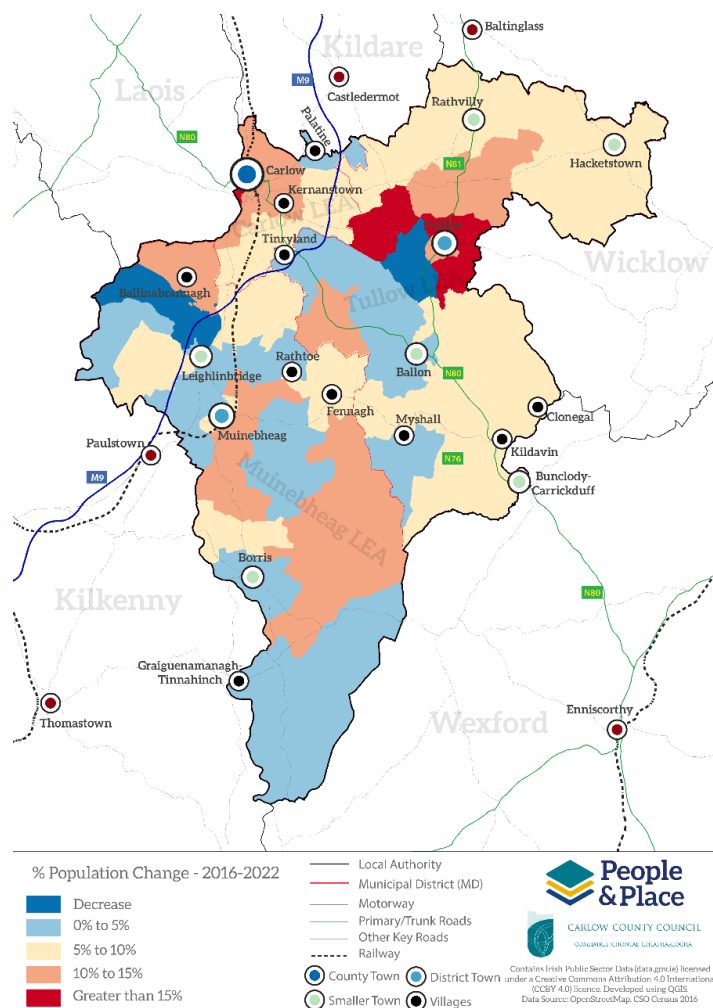 Baltinglass
Kildare
M9
Castledermot
Laois
Rathvilly
N80
Palatine
Hacketstown
N81
Carlow
Kernanstown
Carlow LEA
Tullow
Tinryland
Wicklow
Ballinabrannagh
Tullow LEA
Leighlinbridge
Rathtoe
Ballon
N80
Fennagh
Clonegal
Muinebheag
Myshall
Kildavin
Paulstown
N76
M9
Bunclody-
Carrickduff
Muinebheag LEA
Borris
N80
Kilkenny
Graiguenamanagh-
Tinnahinch
Enniscorthy
Thomastown
Wexford
% Population Change - 2016-2022
Decrease
0% to 5%
5% to 10%
10% to 15%
Greater than 15%
Local Authority
Municipal District (MD)
Motorway
Primary/Trunk Roads
Other Key Roads
Railway
County Town
District Town
Smaller Town
Villages
People
& Place
CARLOW COUNTY COUNCIL
Contains Irish Public Sector Data (data.gov.ie) licensed
under a Creative Commons Attribution 4.0 Internationa
(CCBY 4.0) licence. Developed using QGIS.
Data Source: OpenStreetMap, CSO Census 2016